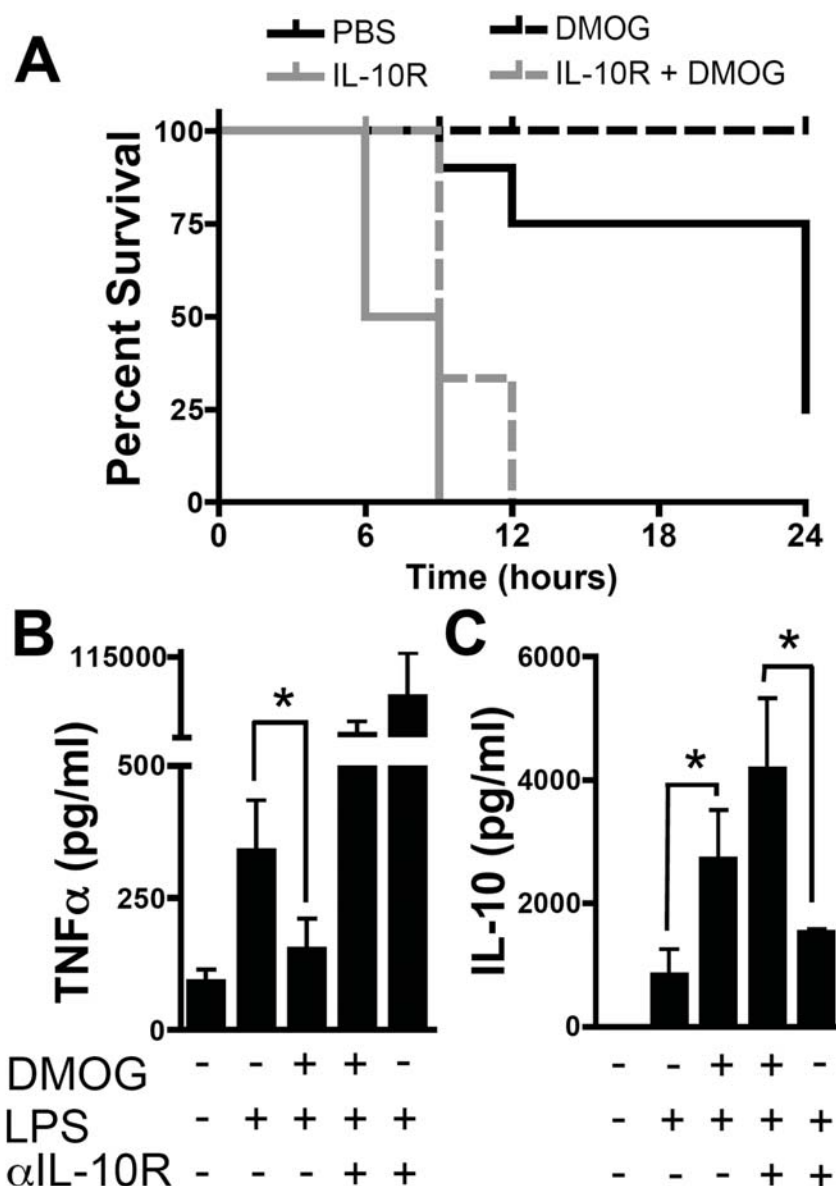 A
PBS
DMOG
IL-10R
IL-10R + DMOG
Percent Survival
100
75
50
25
0
0 6 12 18 24
Time (hours)
B
TNFα (pg/ml)
115000
500
250
0
*
C
IL-10 (pg/ml)
6000
4000
2000
0
*
*
DMOG - - + + - - - + + -
LPS - + + + + - + + + +
αIL-10R - - - + + - - - + +